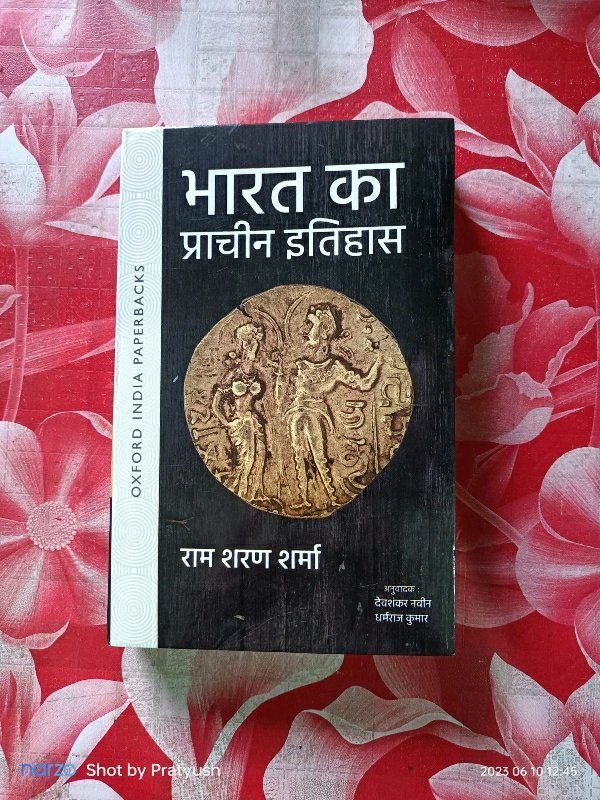 भारत का
प्राचीन इतिहास
OXFORD INDIA PAPERBACKS
राम शरण शर्मा
अनुवादक :
देवशंकर नवीन
धर्मराज कुमार
narzo Shot by Pratyush
2023 06 10 12:45